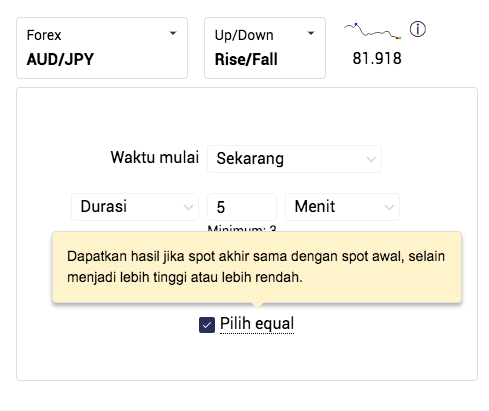 Forex
AUD/JPY
Up/Down
Rise/Fall
81.918
Waktu mulai Sekarang
Durasi 5 Menit
Minimum: 3
Dapatkan hasil jika spot akhir sama dengan spot awal, selain
menjadi lebih tinggi atau lebih rendah.
Pilih equal